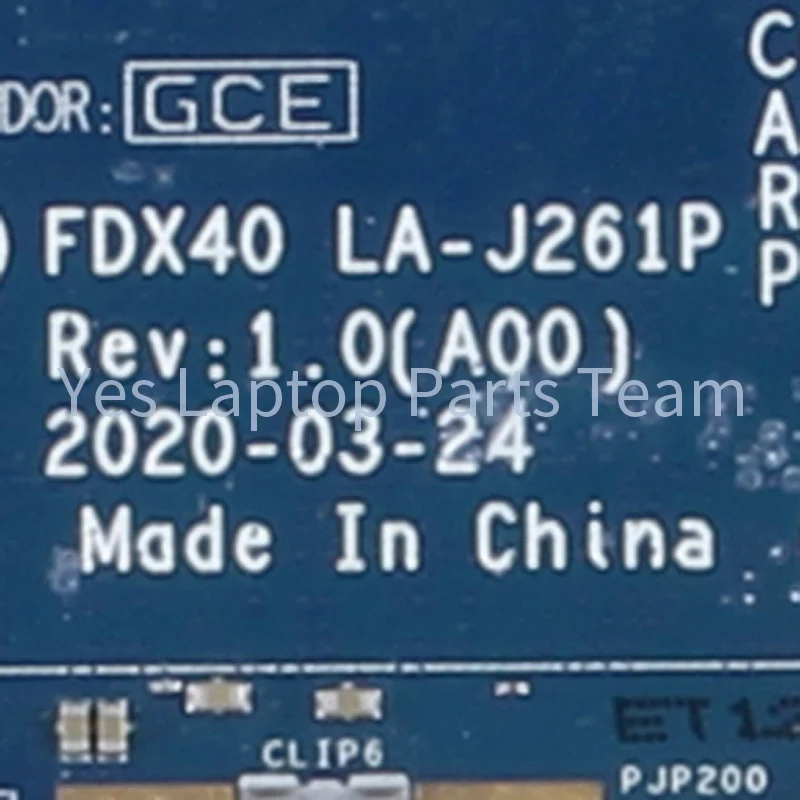 DOR: GCE
C
A
R
P
) FDX40 LA-J261P
Rev:1.0(A00)
Yes Laptop Parts Team
2020-03-24
Made In China
ET12
CLIP6
PJP200